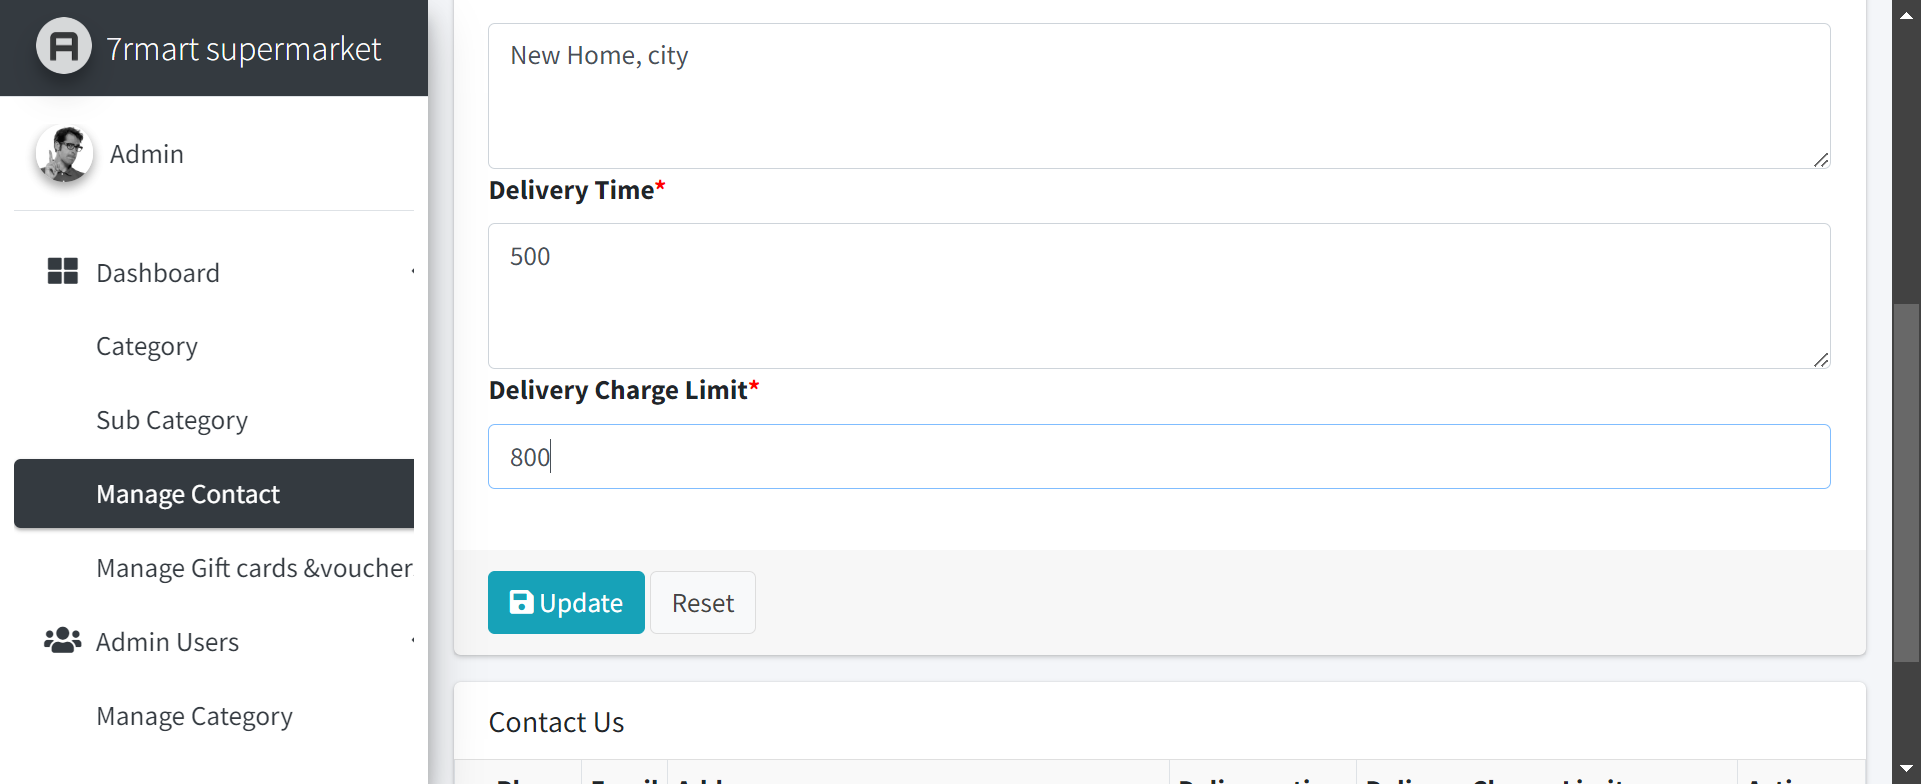 7rmart supermarket
Admin
Dashboard
Category
Sub Category
Manage Contact
Manage Gift cards &voucher
Admin Users
Manage Category
New Home, city
Delivery Time*
500
Delivery Charge Limit*
800
Update
Reset
Contact Us